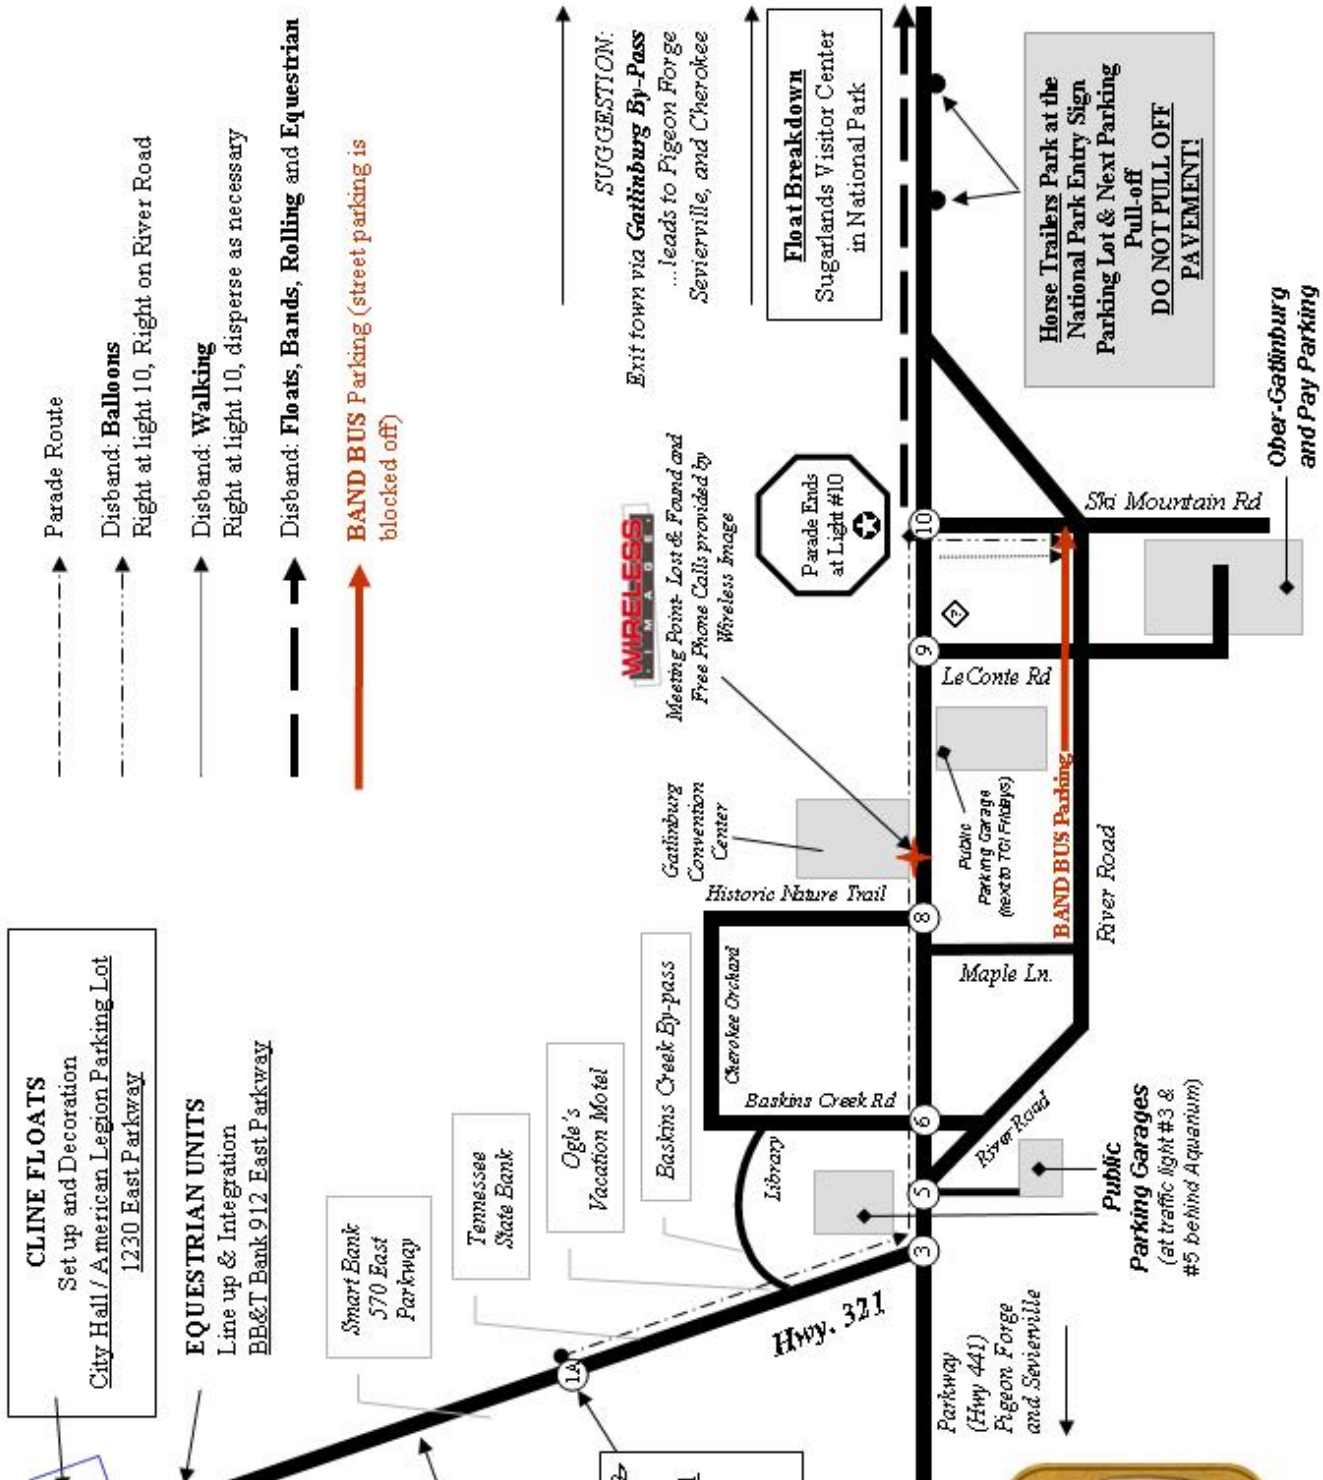 Parade Route
Disband: Balloons
Right at light 10, Right on River Road
Disband: Walking
Right at light 10, disperse as necessary
Disband: Floats, Bands, Rolling and Equestrian
BAND BUS Parking (street parking is
blocked off)
CLINE FLOATS
Set up and Decoration
City Hall / American Legion Parking Lot
1230 East Parkway
EQUESTRIAN UNITS
Line up & Integration
BB&T Bank 912 East Parkway
Smart Bank
570 East
Parkway
Tennessee
State Bank
Ogle's
Vacation Motel
Baskins Creek By-pass
SUGGESTION:
Exit town via Gatlinburg By-Pass
...leads to Pigeon Forge
Sevierville, and Cherokee
WIRELESS
IMAGE
Meeting Point- Lost & Found and
Free Phone Calls provided by
Wireless Image
Gatlinburg
Convention
Center
Historic Nature Trail
Cherokee Orchard
Baskins Creek Rd
Library
Hwy. 321
1A
3
5
6
8
9
10
Parade Ends
at Light #10
Float Breakdown
Sugarlands Visitor Center
in National Park
Horse Trailers Park at the
National Park Entry Sign
Parking Lot & Next Parking
Pull-off
DO NOT PULL OFF
PAVEMENT!
?
LeConte Rd
Ski Mountain Rd
Ober-Gatlinburg
and Pay Parking
Public
Parking Garage
(next to TGI Fridays)
BAND BUS Parking
River Road
Maple Ln.
River Road
Public
Parking Garages
(at traffic light #3 &
#5 behind Aquarium)
Parkway
(Hwy 441)
Pigeon Forge
and Sevierville